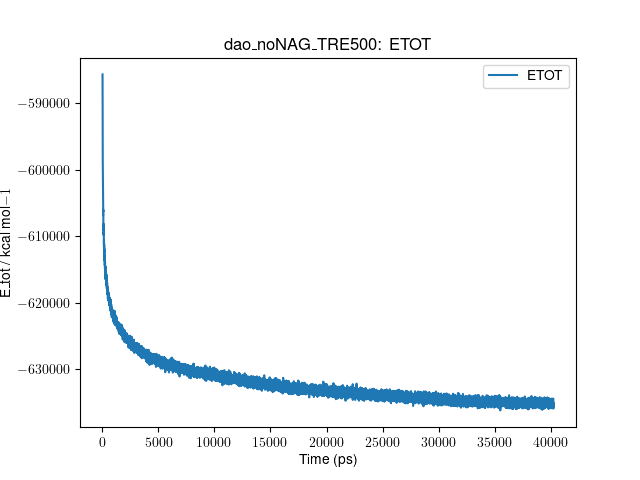 dao_noNAG_TRE500: ETOT
ETOT
−590000
−600000
−610000
−620000
−630000
E_tot / kcal mol−1
0 5000 10000 15000 20000 25000 30000 35000 40000
Time (ps)